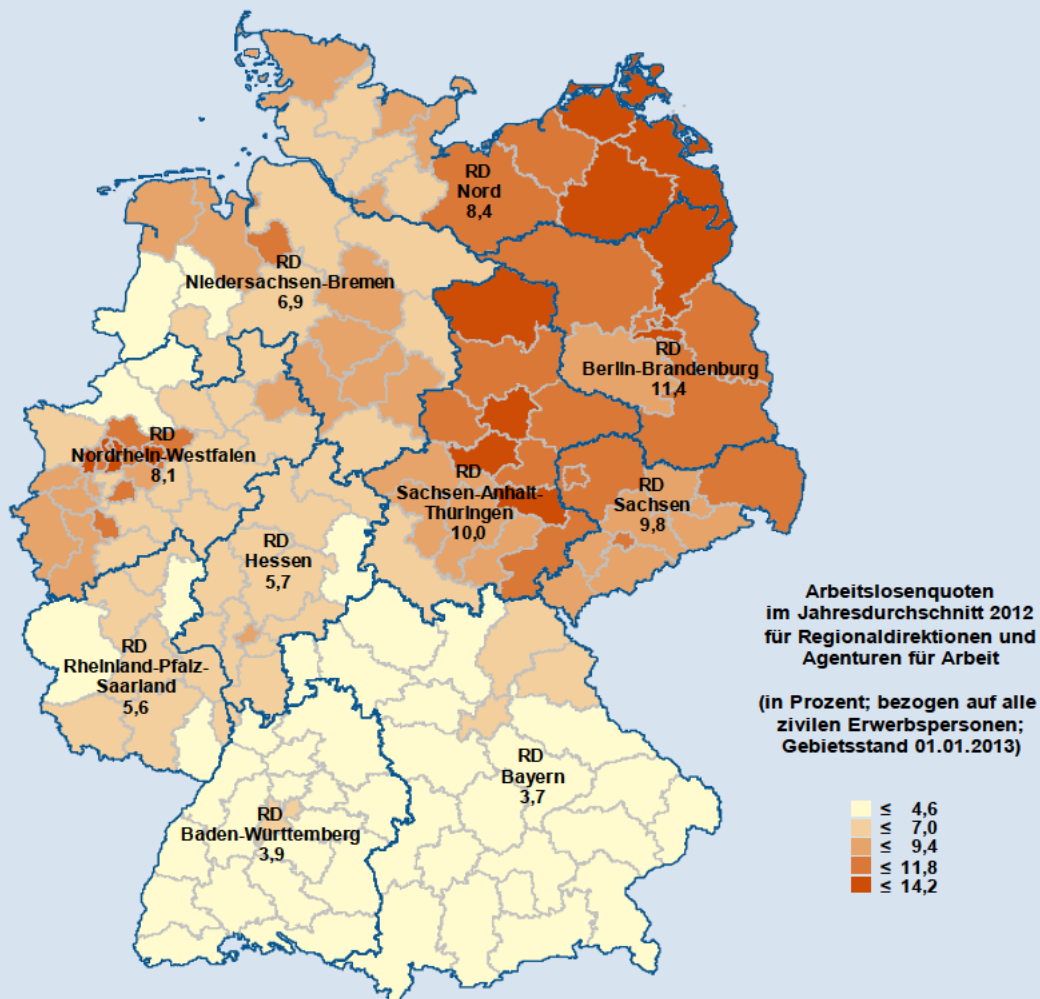 RD
Nord
8,4
RD
Niedersachsen-Bremen
6,9
RD
Berlin-Brandenburg
11,4
RD
Nordrhein-Westfalen
8,1
RD
Sachsen-Anhalt-
Thüringen
10,0
RD
Sachsen
9,8
RD
Hessen
5,7
RD
Rheinland-Pfalz-
Saarland
5,6
RD
Bayern
3,7
RD
Baden-Württemberg
3,9
Arbeitslosenquoten
im Jahresdurchschnitt 2012
für Regionaldirektionen und
Agenturen für Arbeit
(in Prozent; bezogen auf alle
zivilen Erwerbspersonen;
Gebietsstand 01.01.2013)
≤ 4,6
≤ 7,0
≤ 9,4
≤ 11,8
≤ 14,2